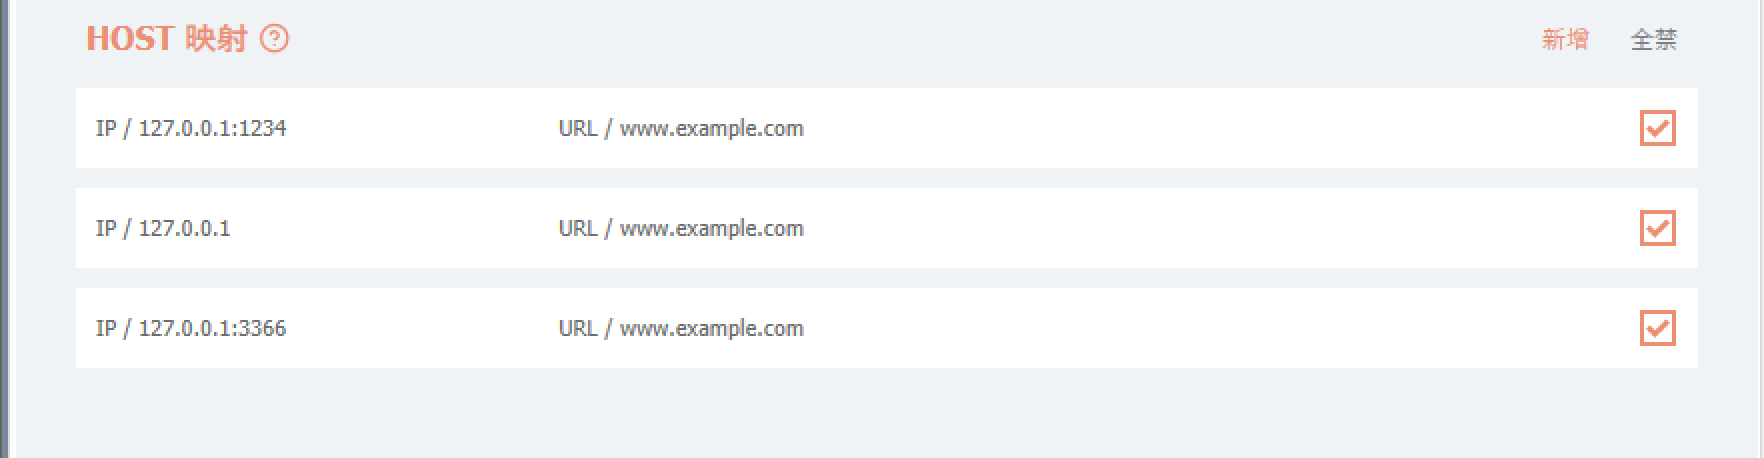 HOST 映射 ?
新增 全禁
IP / 127.0.0.1:1234 URL / www.example.com
IP / 127.0.0.1 URL / www.example.com
IP / 127.0.0.1:3366 URL / www.example.com